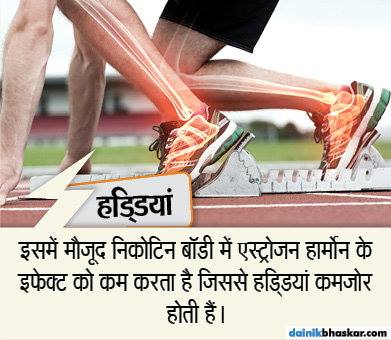 हड्डियां
इसमें मौजूद निकोटिन बॉडी में एस्ट्रोजन हार्मोन के
इफेक्ट को कम करता है जिससे हड्डियां कमजोर
होती हैं।
dainikbhaskar.com